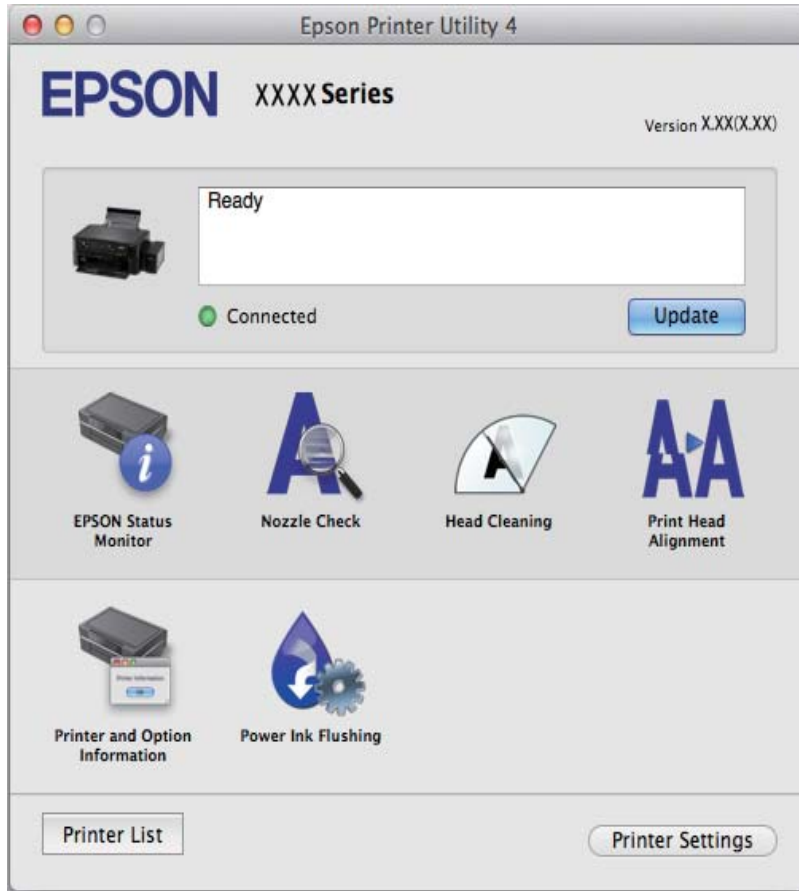 Epson Printer Utility 4
EPSON XXXX Series
Version X.XX(X.XX)
Ready
Connected
Update
EPSON Status
Monitor
Nozzle Check
Head Cleaning
Print Head
Alignment
Printer and Option
Information
Power Ink Flushing
Printer List
Printer Settings